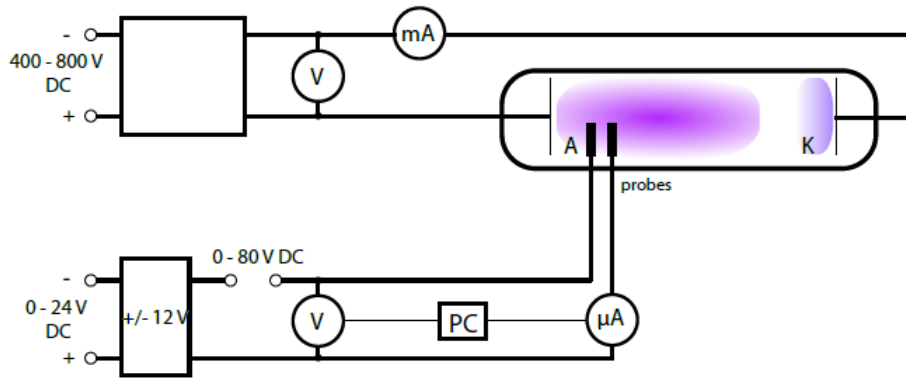 -
400 - 800 V
DC
+
V
mA
A
K
probes
0 - 80 V DC
-
0 - 24 V
DC
+
+/- 12 V
V
PC
µA